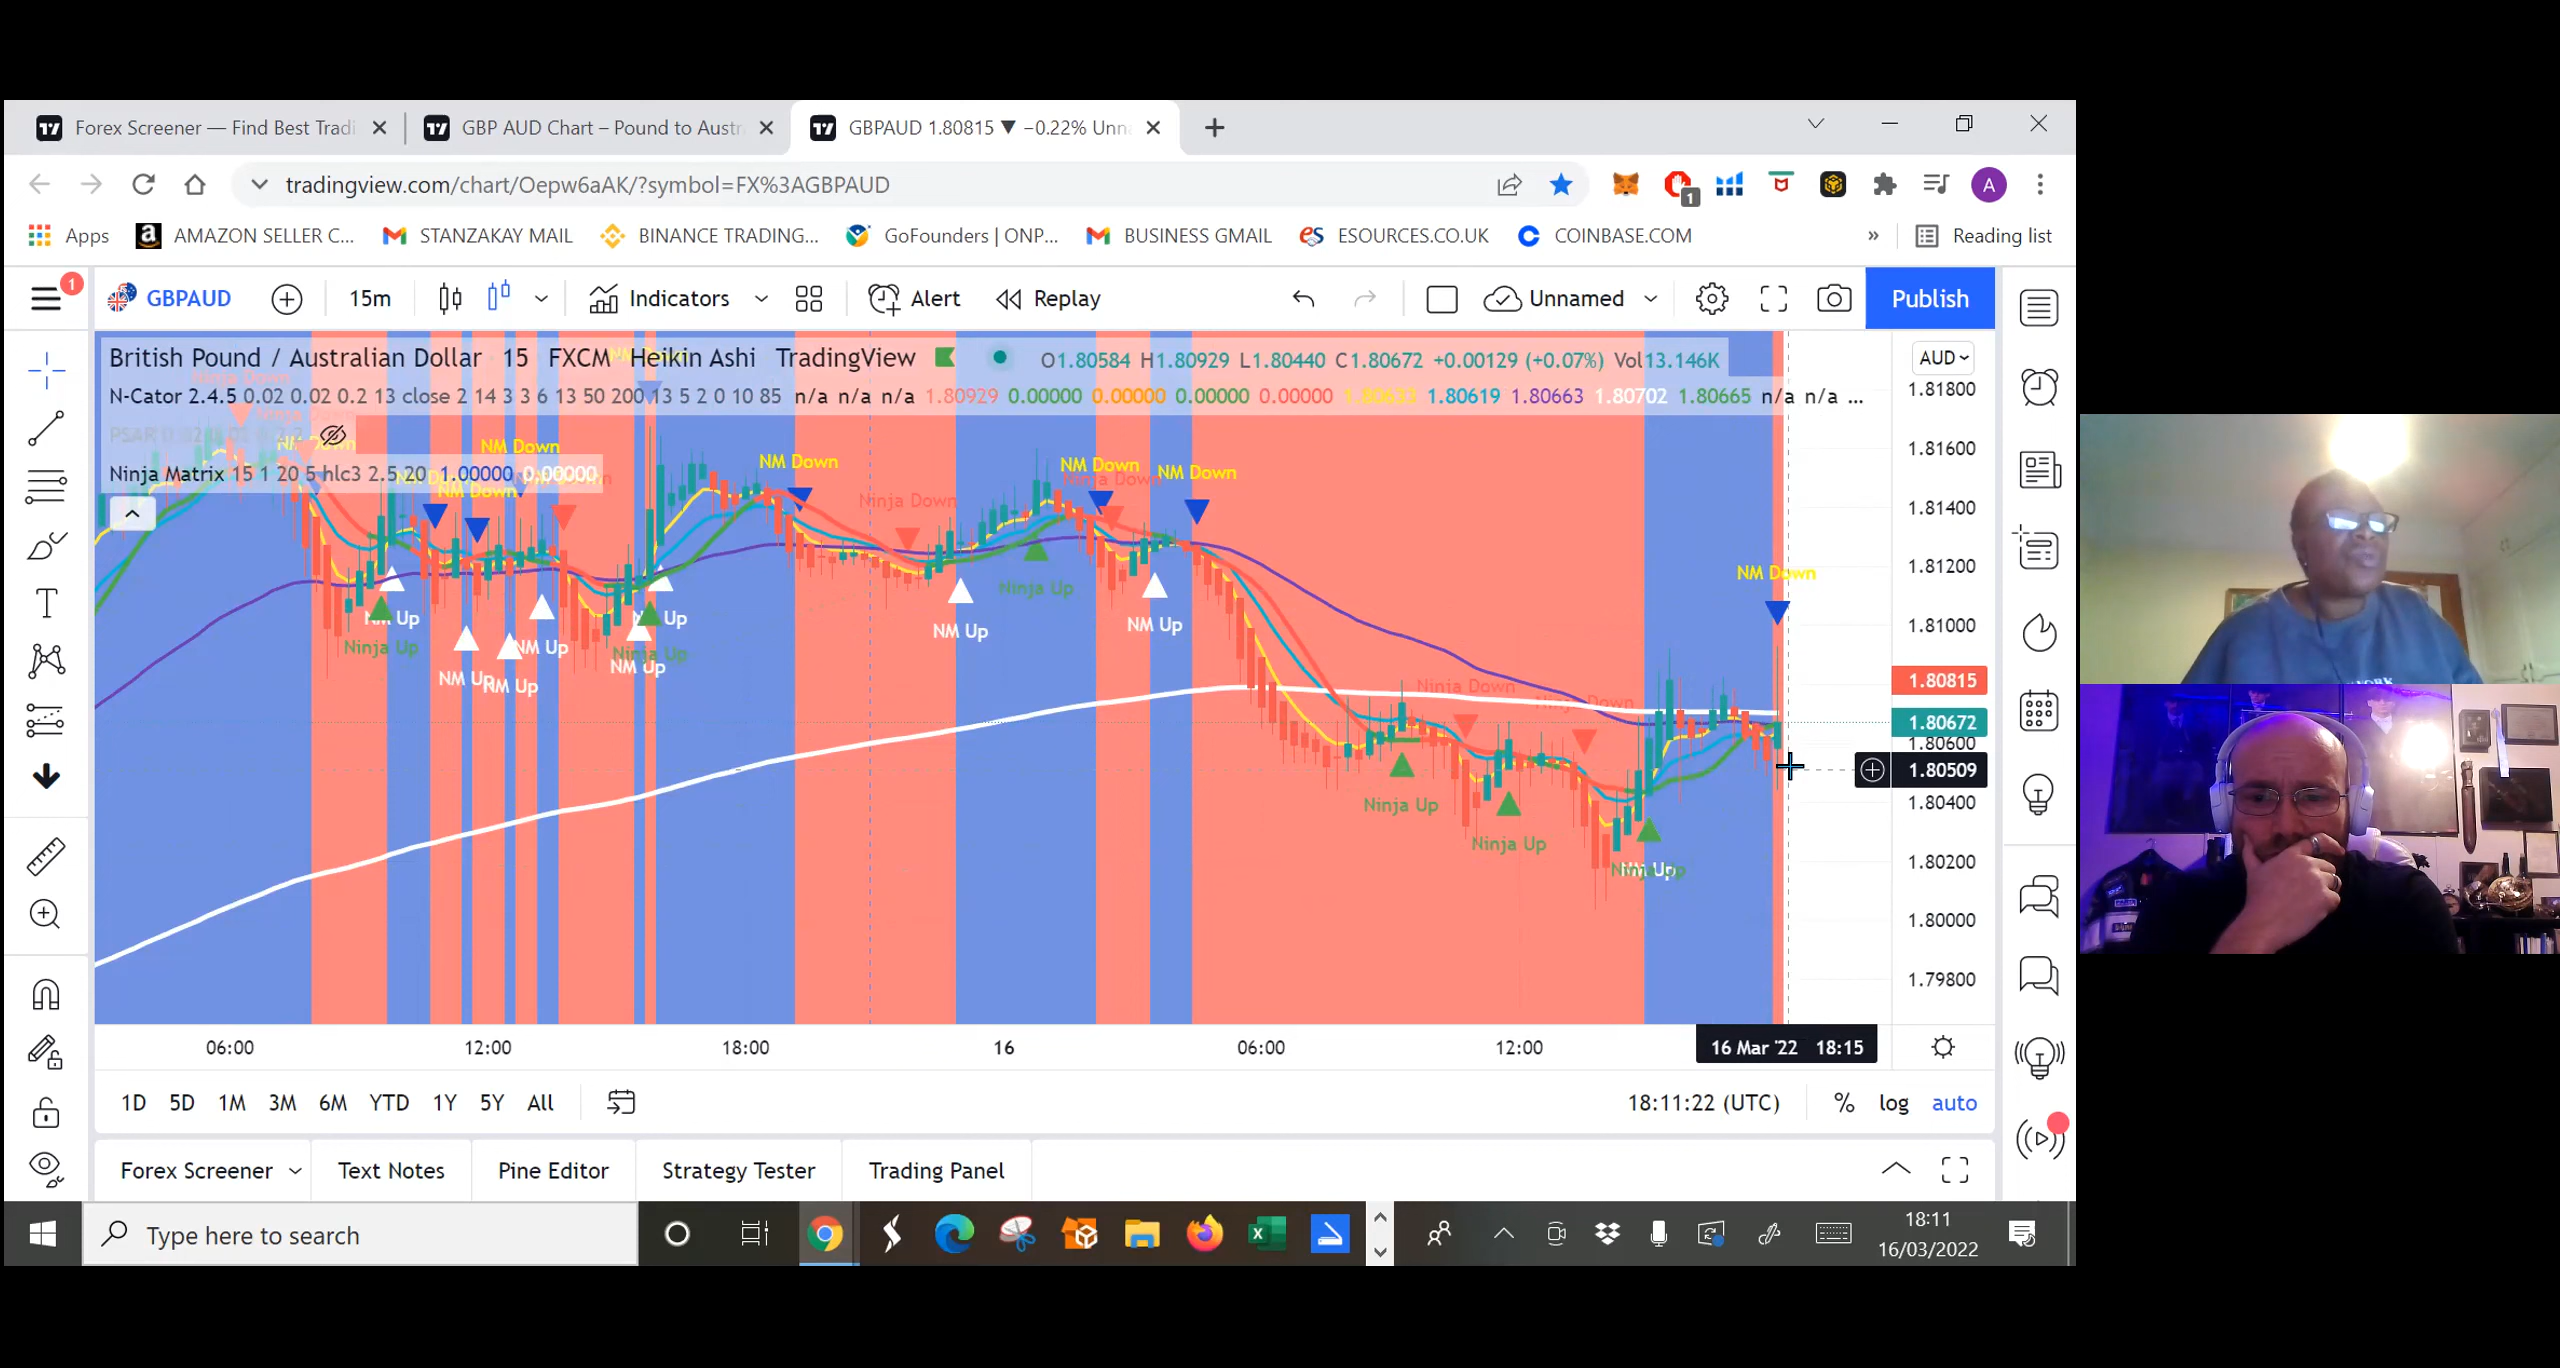 Forex Screener — Find Best Tradi
GBP AUD Chart – Pound to Austr
GBPAUD 1.80815 ▼ −0.22% Unn
tradingview.com/chart/Oepw6aAK/?symbol=FX%3AGBPAUD
1
A
Apps
AMAZON SELLER C...
STANZAKAY MAIL
BINANCE TRADING...
GoFounders | ONP...
BUSINESS GMAIL
ESOURCES.CO.UK
COINBASE.COM
»
Reading list
1
GBPAUD
15m
Indicators
Alert
Replay
Unnamed
Publish
British Pound / Australian Dollar 15 FXCM Heikin Ashi TradingView
O1.80584 H1.80929 L1.80440 C1.80672 +0.00129 (+0.07%) Vol13.146K
AUD
N-Cator 2.4.5 0.02 0.02 0.2 13 close 2 14 3 3 6 13 50 200 13 5 2 0 10 85 n/a n/a n/a 1.80929 0.00000 0.00000 0.00000 0.00000 1.80619 1.80663 1.80702 1.80665 n/a n/a ...
Ninja Matrix 15 1 20 5 hlc3 2.5 20 1.00000 0.00000
NM Down
NM Down
NM Down
Ninja Down
NM Down
Ninja Down
NM Down
NM Down
NM Up
Ninja Up
NM Up
NM Up
NM Up
NM Up
Ninja Up
NM Up
NM Up
Ninja Up
NM Up
Ninja Down
Ninja Down
Ninja Up
Ninja Up
1.81800
1.81600
1.81400
1.81200
1.81000
1.80815
1.80672
1.80600
1.80509
1.80400
1.80200
1.80000
1.79800
06:00
12:00
18:00
16
06:00
12:00
16 Mar '22 18:15
1D 5D 1M 3M 6M YTD 1Y 5Y All
18:11:22 (UTC)
% log auto
Forex Screener
Text Notes
Pine Editor
Strategy Tester
Trading Panel
Type here to search
18:11
16/03/2022